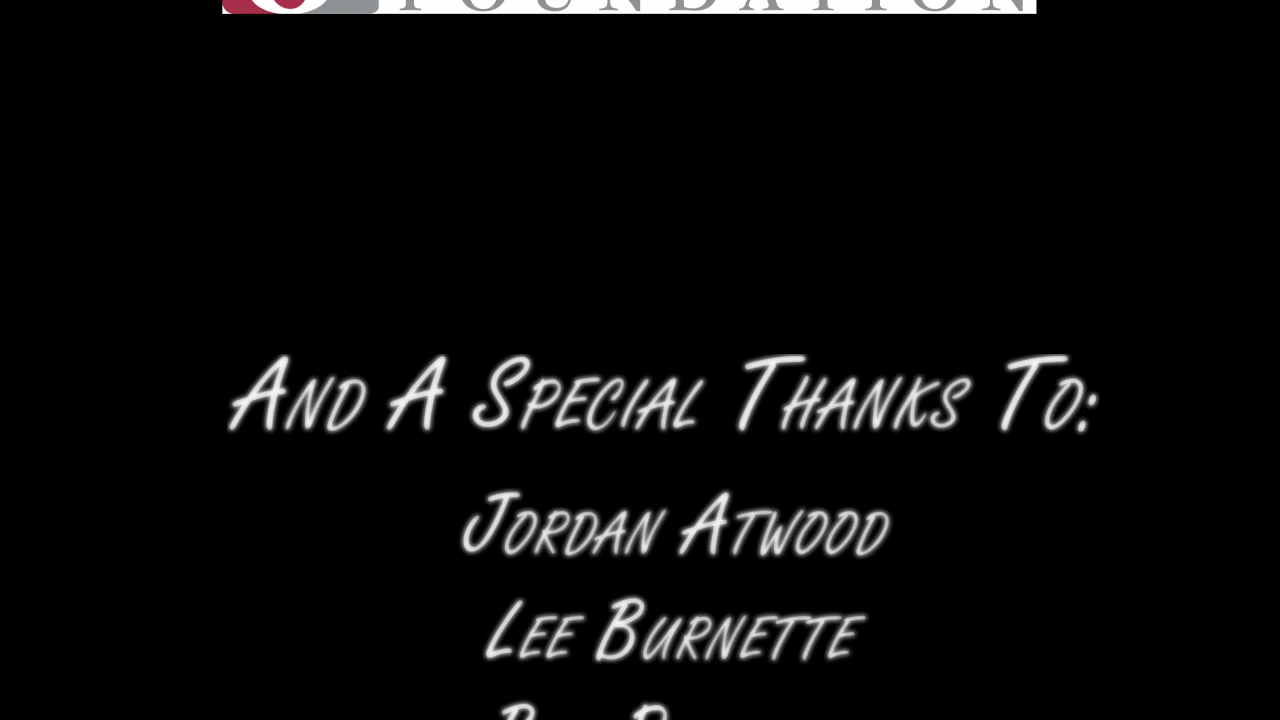 FOUNDATION
And A Special Thanks To:
Jordan Atwood
Lee Burnette